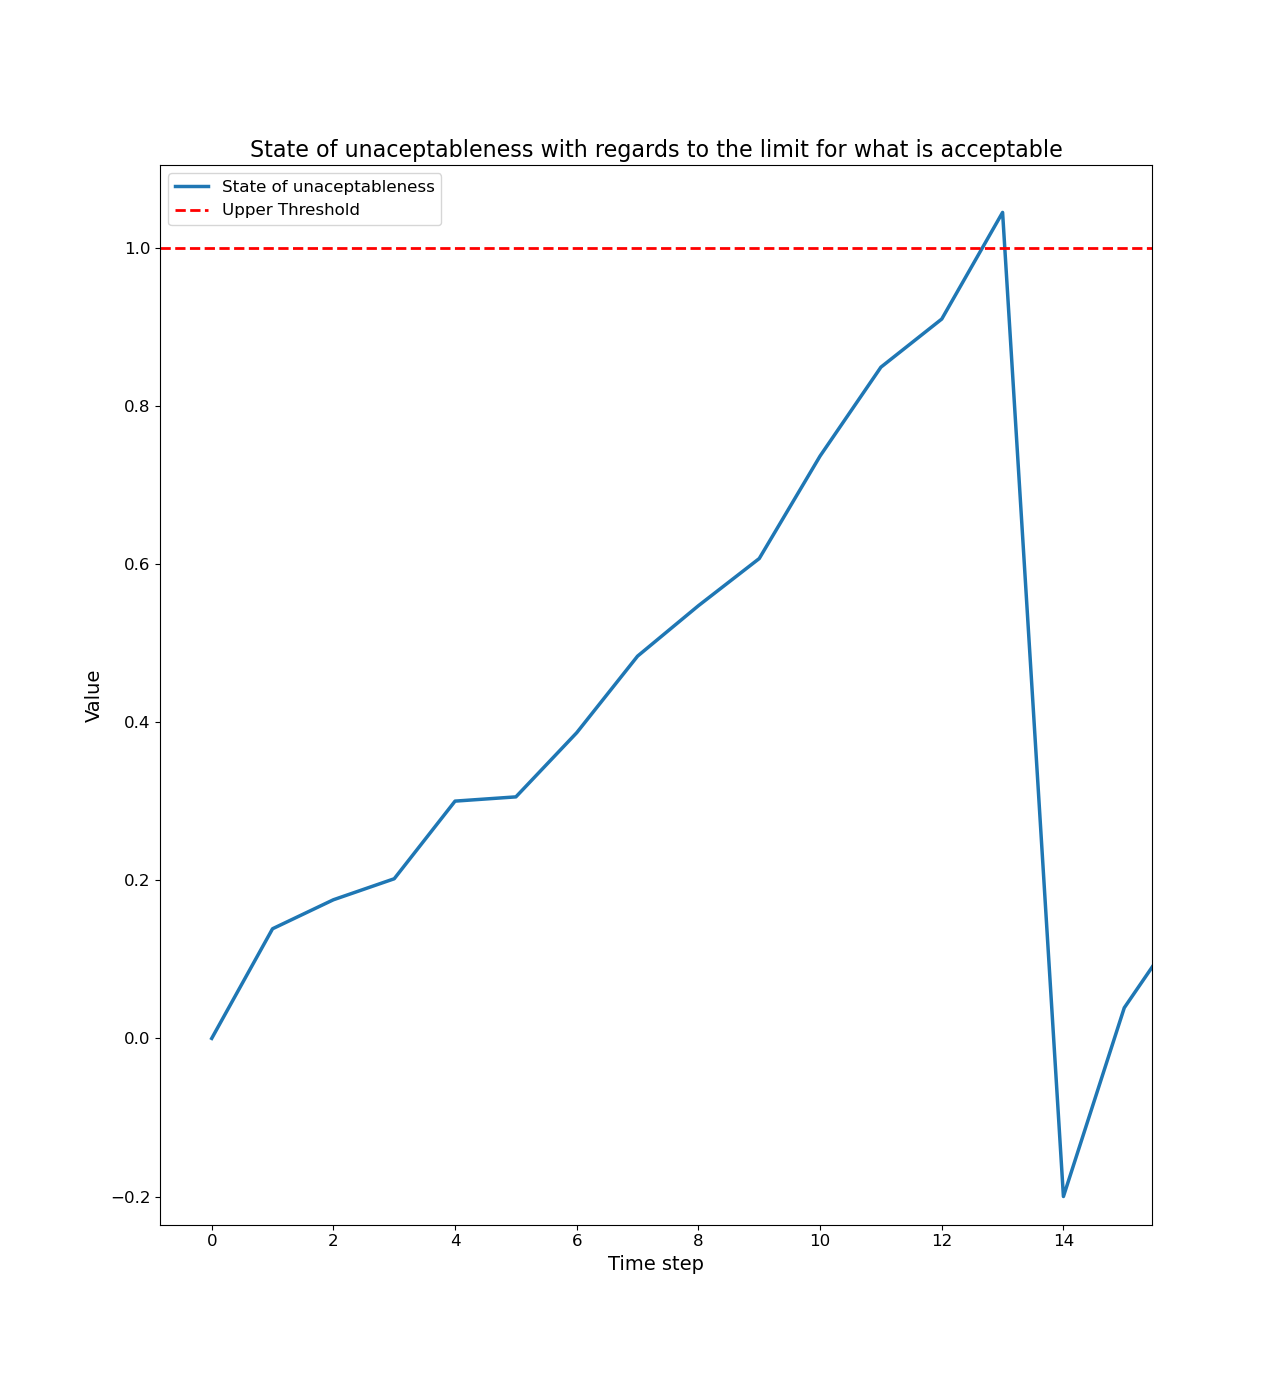 State of unaceptableness with regards to the limit for what is acceptable
State of unaceptableness
Upper Threshold
1.0
0.8
0.6
0.4
0.2
0.0
−0.2
Value
0 2 4 6 8 10 12 14
Time step